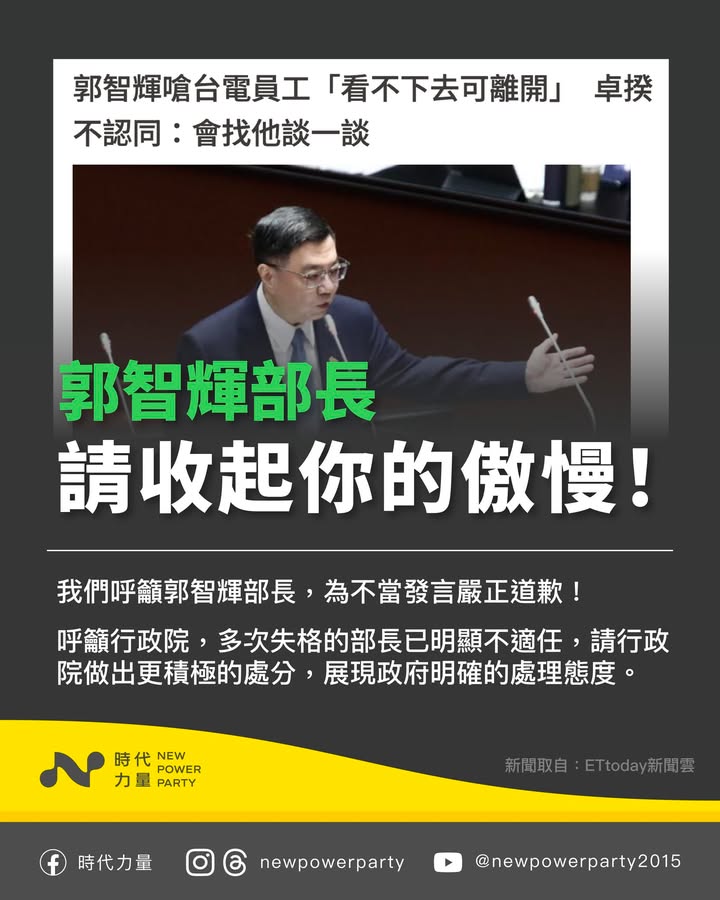 郭智輝嗆台電員工「看不下去可離開」 卓揆
不認同：會找他談一談
郭智輝部長
請收起你的傲慢！
我們呼籲郭智輝部長，為不當發言嚴正道歉！
呼籲行政院，多次失格的部長已明顯不適任，請行政
院做出更積極的處分，展現政府明確的處理態度。
時代力量
NEW POWER PARTY
新聞取自：ETtoday新聞雲
時代力量
newpowerparty
@newpowerparty2015